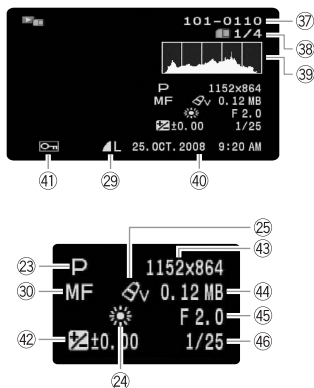 101-0110
㊲
1/4
㊳
㊴
P
1152x864
MF
V
0.12 MB
F 2.0
±0.00
1/25
L
25.OCT.2008
9:20 AM
㊶
㉙
㊵
㉕
㊸
㉓
P
1152x864
㉚
MF
V
0.12 MB
㊹
F 2.0
㊺
㊷
±0.00
1/25
㊻
㉔